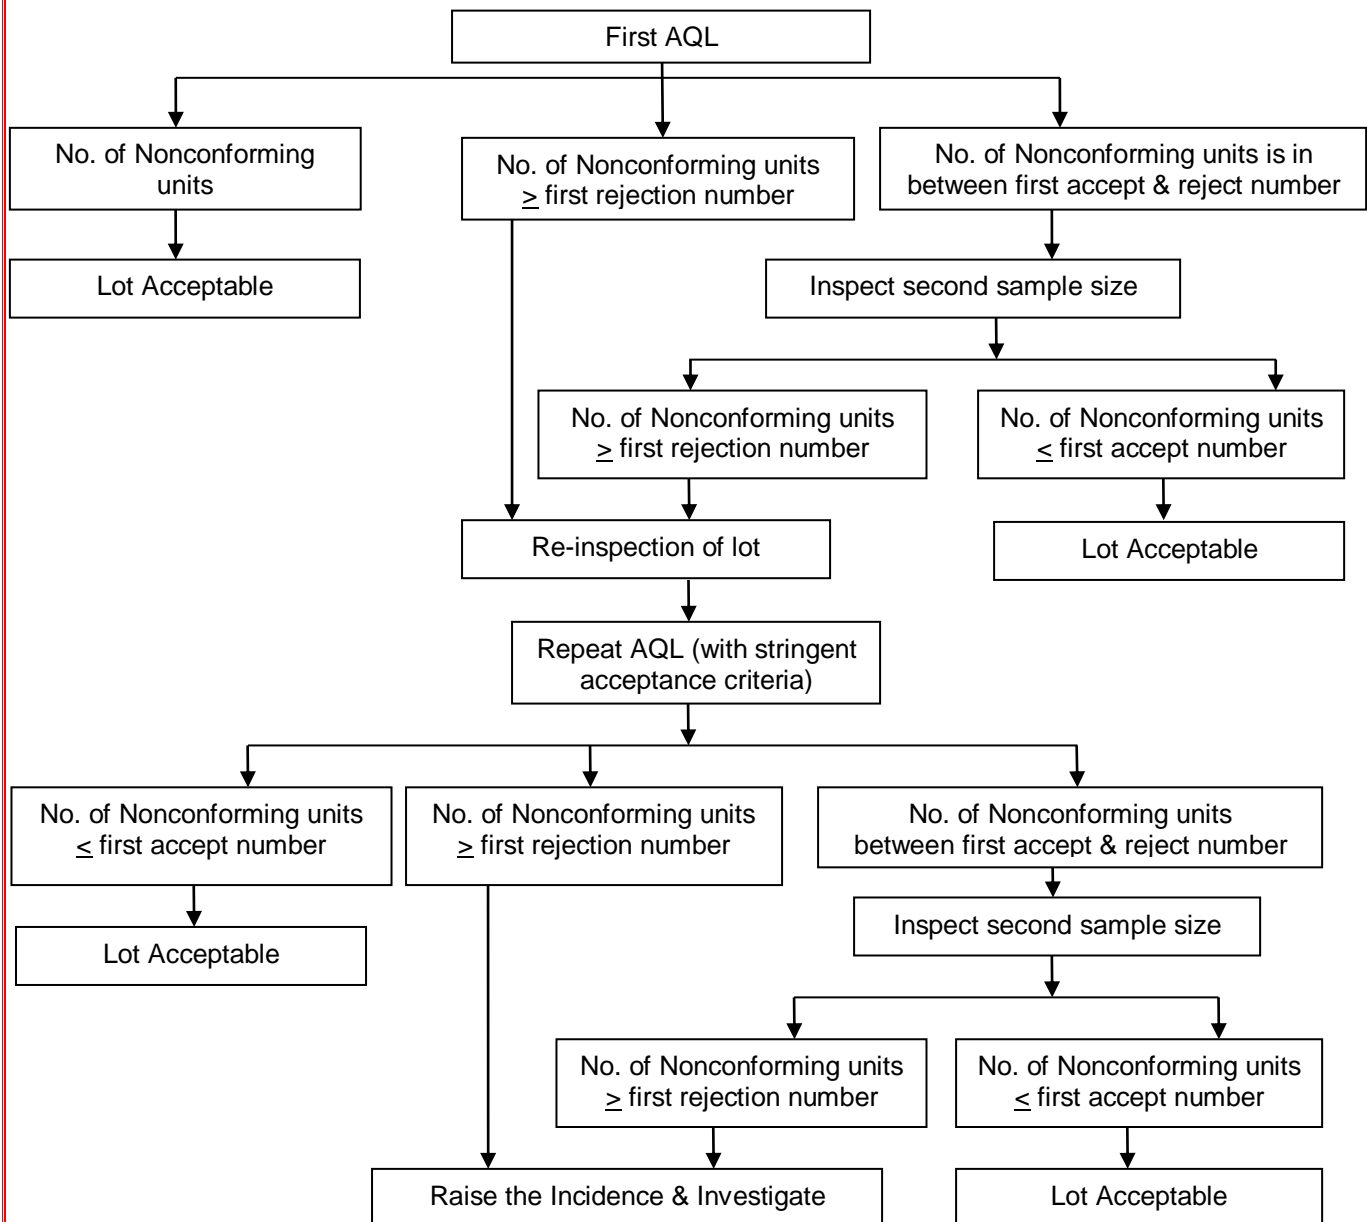 First AQL
No. of Nonconforming
units
No. of Nonconforming units
≥ first rejection number
No. of Nonconforming units is in
between first accept & reject number
Lot Acceptable
Inspect second sample size
No. of Nonconforming units
≥ first rejection number
No. of Nonconforming units
≤ first accept number
Re-inspection of lot
Lot Acceptable
Repeat AQL (with stringent
acceptance criteria)
No. of Nonconforming units
≤ first accept number
No. of Nonconforming units
≥ first rejection number
No. of Nonconforming units
between first accept & reject number
Lot Acceptable
Inspect second sample size
No. of Nonconforming units
≥ first rejection number
No. of Nonconforming units
≤ first accept number
Raise the Incidence & Investigate
Lot Acceptable